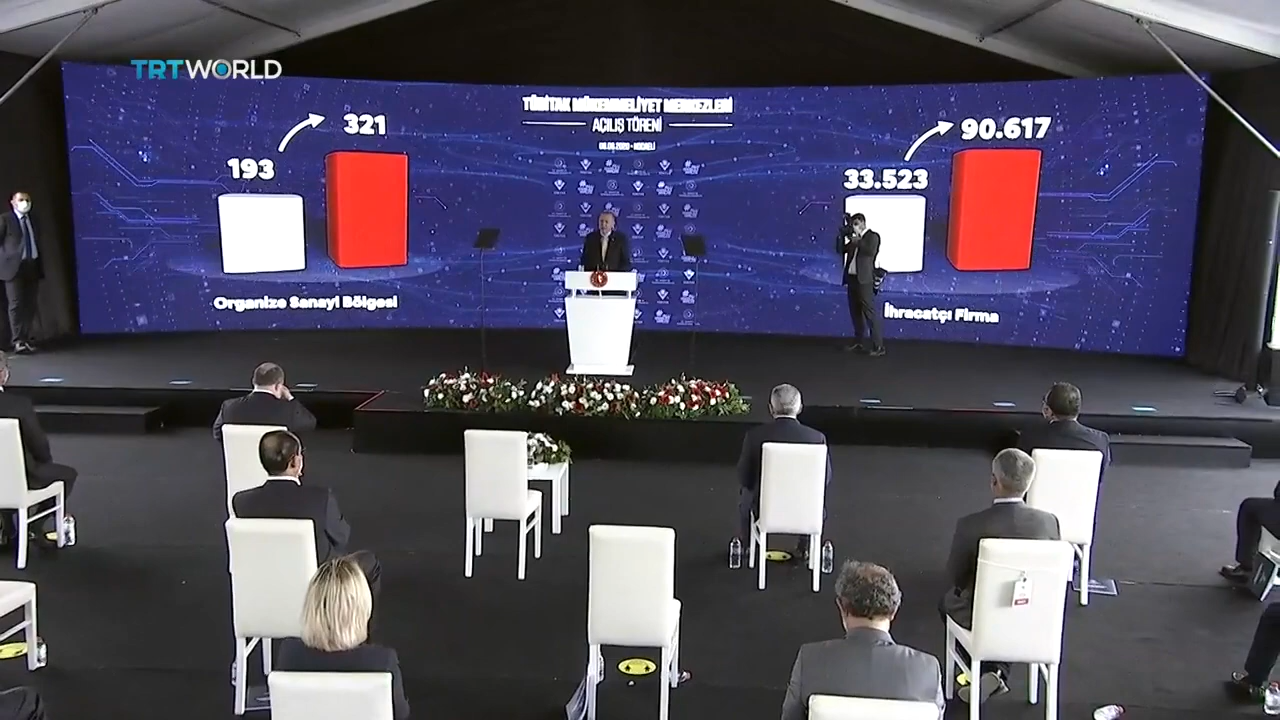 TRTWORLD
TÜBİTAK MÜKEMMELİYET MERKEZLERİ
AÇILIŞ TÖRENİ
193
321
Organize Sanayi Bölgesi
33.523
90.617
İhracatçı Firma